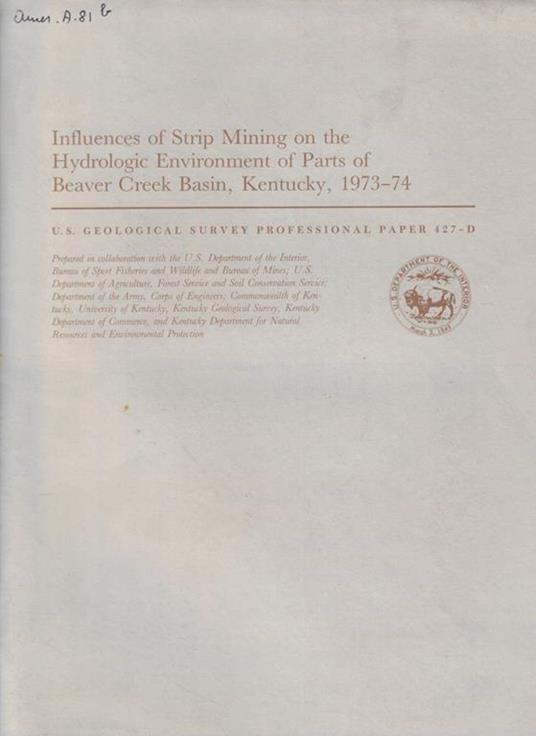 Amer. A. 81 b
Influences of Strip Mining on the
Hydrologic Environment of Parts of
Beaver Creek Basin, Kentucky, 1973–74
U.S. GEOLOGICAL SURVEY PROFESSIONAL PAPER 427–D
Prepared in collaboration with the U.S. Department of the Interior,
Bureau of Sport Fisheries and Wildlife and Bureau of Mines; U.S.
Department of Agriculture, Forest Service and Soil Conservation Service;
Department of the Army, Corps of Engineers; Commonwealth of Ken-
tucky, University of Kentucky, Kentucky Geological Survey, Kentucky
Department of Commerce, and Kentucky Department for Natural
Resources and Environmental Protection
U.S. DEPARTMENT OF THE INTERIOR
March 3, 1849